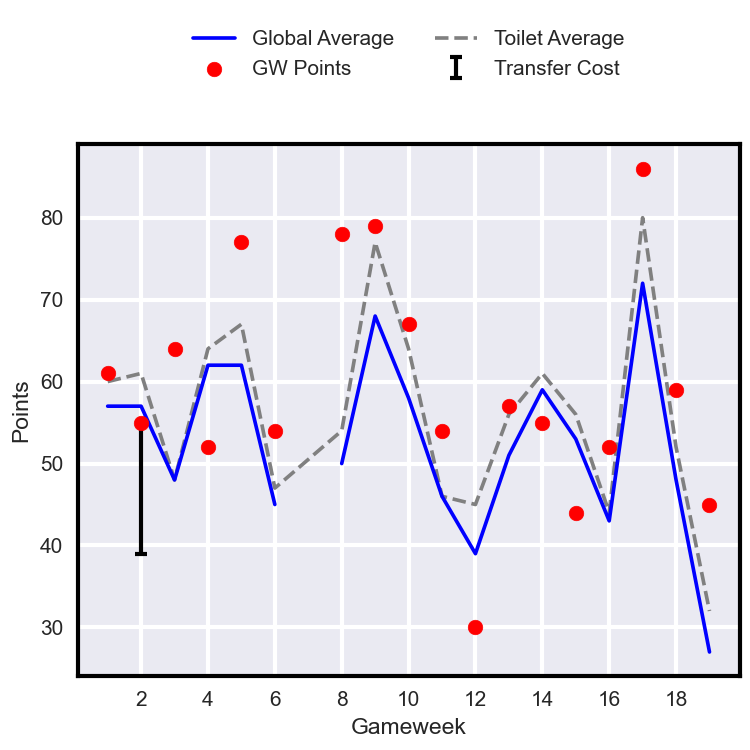 Global Average
Toilet Average
GW Points
Transfer Cost
80
70
60
50
40
30
Points
2 4 6 8 10 12 14 16 18
Gameweek